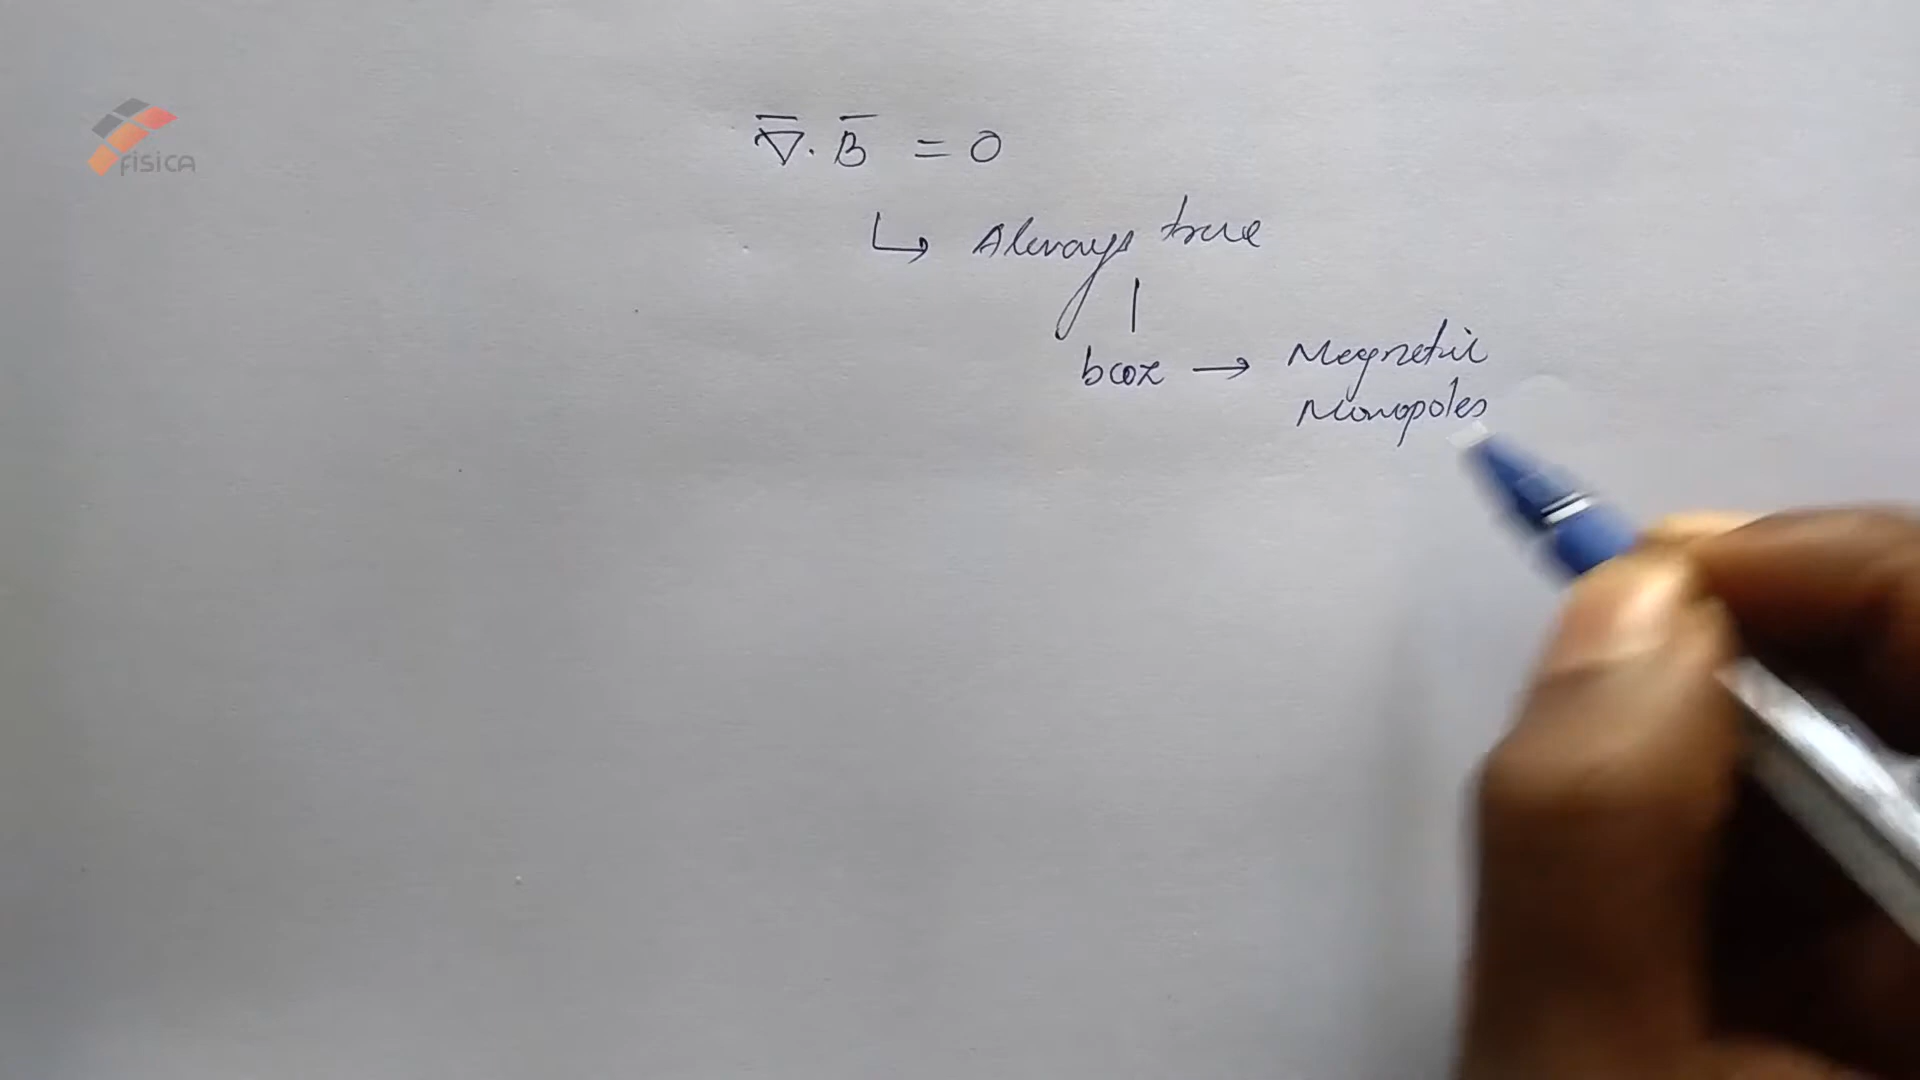 FisicA
∇̅ . B̅ = 0
↳ Always true
|
bcoz → Magnetic
Monopoles